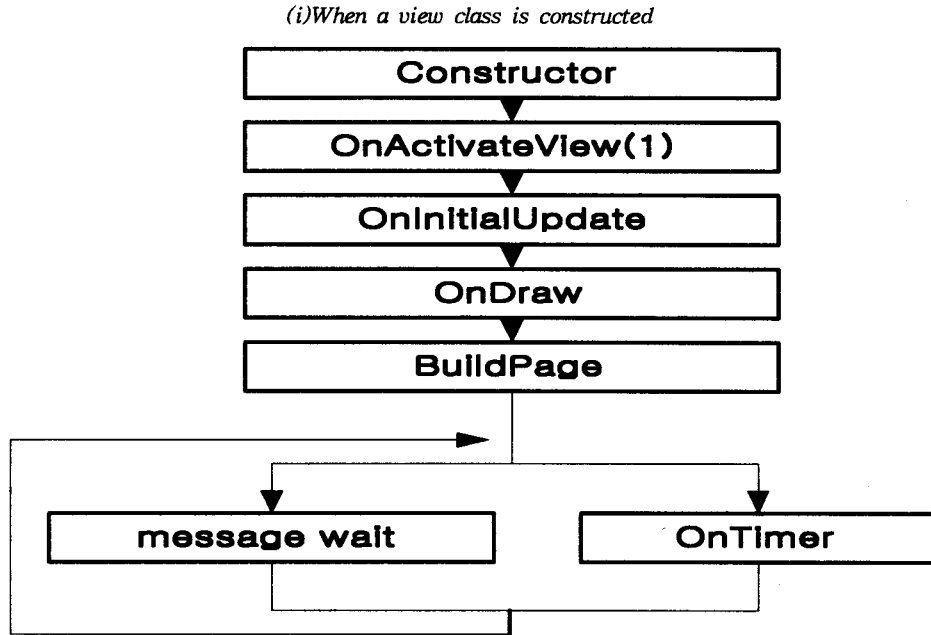 (i)When a view class is constructed
Constructor
OnActivateView(1)
OnInitialUpdate
OnDraw
BuildPage
message wait
OnTimer